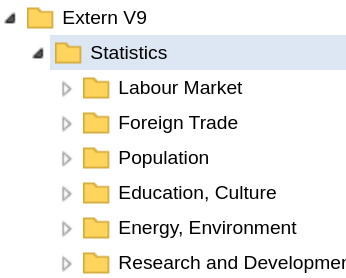 Extern V9
Statistics
Labour Market
Foreign Trade
Population
Education, Culture
Energy, Environment
Research and Developmen